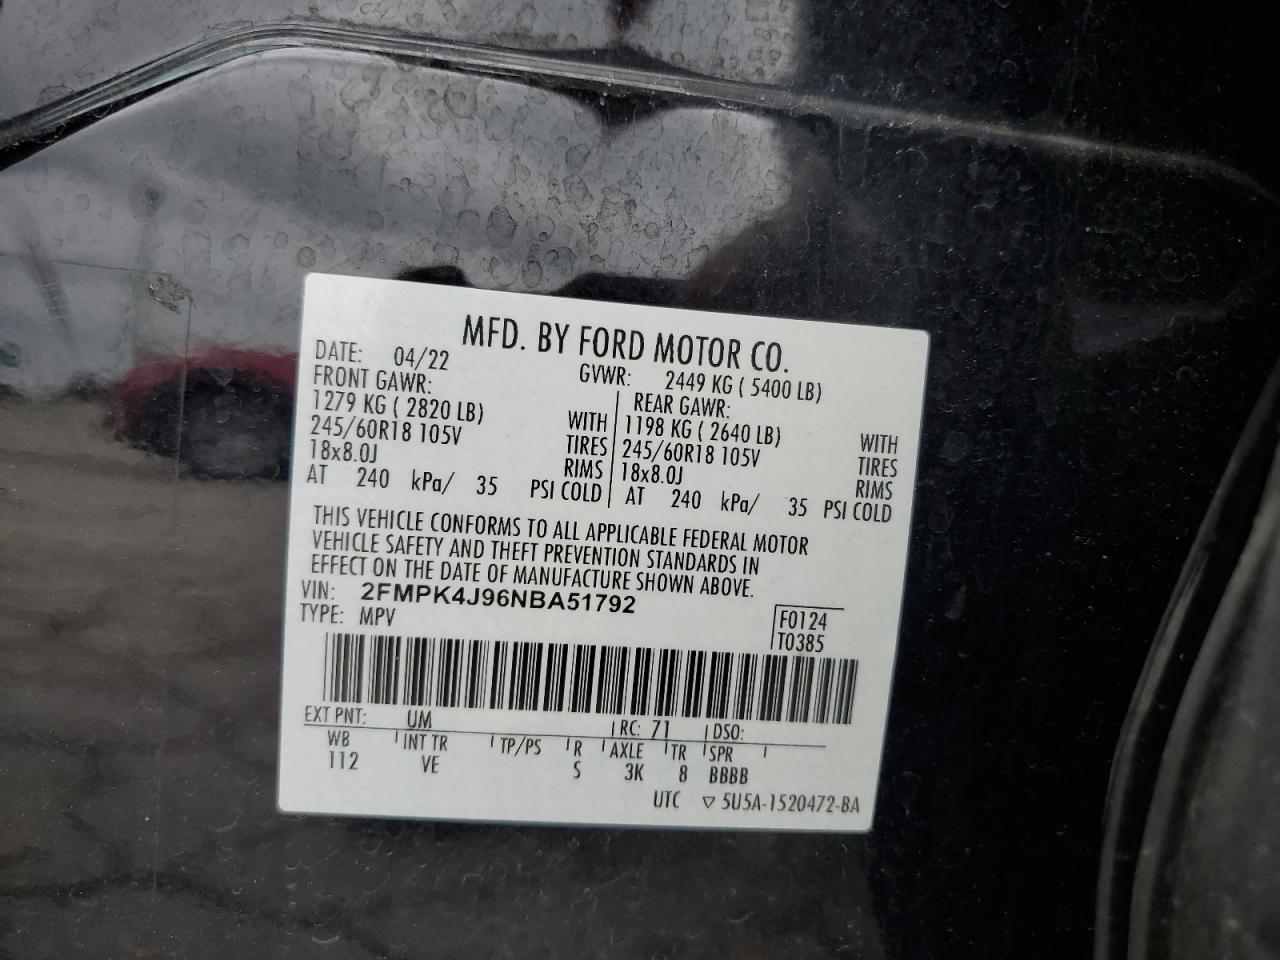 MFD. BY FORD MOTOR CO.
DATE: 04/22 GVWR: 2449 KG ( 5400 LB)
FRONT GAWR: REAR GAWR:
1279 KG ( 2820 LB) WITH 1198 KG ( 2640 LB) WITH
245/60R18 105V TIRES 245/60R18 105V TIRES
18x8.0J RIMS 18x8.0J RIMS
AT 240 kPa/ 35 PSI COLD AT 240 kPa/ 35 PSI COLD
THIS VEHICLE CONFORMS TO ALL APPLICABLE FEDERAL MOTOR
VEHICLE SAFETY AND THEFT PREVENTION STANDARDS IN
EFFECT ON THE DATE OF MANUFACTURE SHOWN ABOVE.
VIN: 2FMPK4J96NBA51792
TYPE: MPV
F0124
T0385
EXT PNT: UM RC: 71 DSO:
WB INT TR TP/PS R AXLE TR SPR
112 VE S 3K 8 BBBB
UTC ▽ 5U5A-1520472-BA